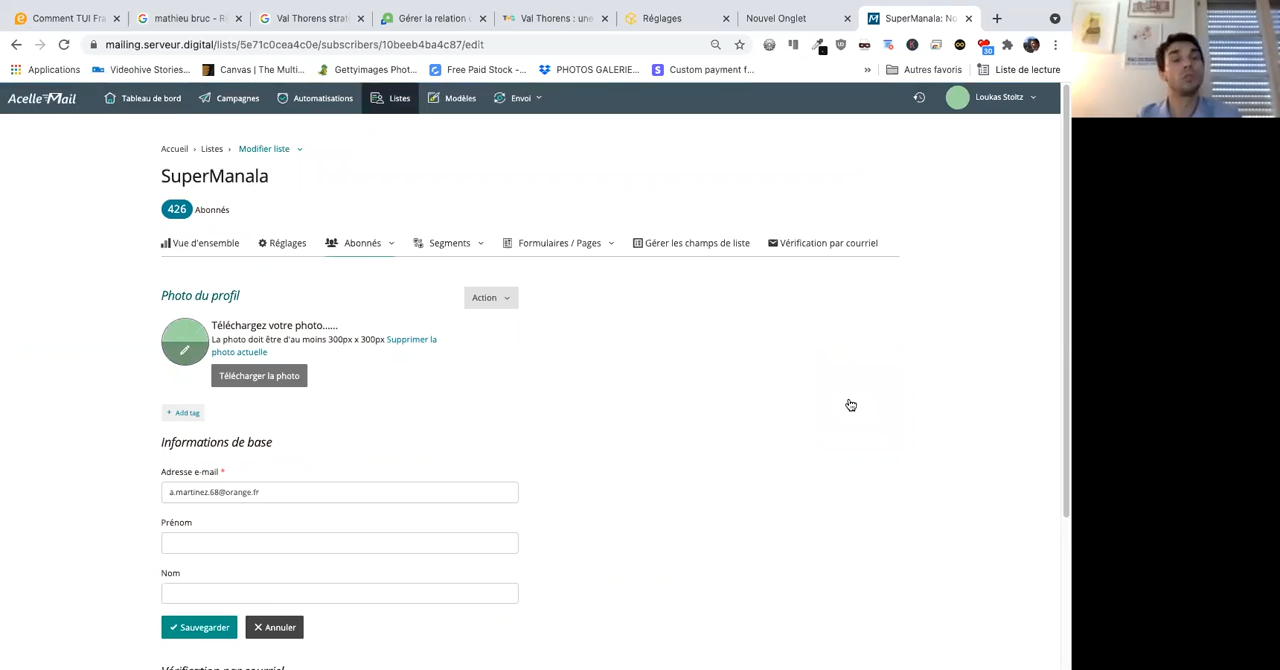 Comment TUI Fra
mathieu bruc - R
Val Thorens strat
Gérer la relation
Val Thorens : une
Réglages
Nouvel Onglet
SuperManala: No
mailing.serveur.digital/lists/5e71c0cea4c0e/subscribers/10beeb4ba4c87/edit
30
Applications
Videohive Stories...
Canvas | The Multi...
Gettyimages Phot...
Free Part-Stock -...
PHOTOS GALERIE...
Custom payment f...
»
Autres favoris
Liste de lecture
Acelle Mail
Tableau de bord
Campagnes
Automatisations
Listes
Modèles
Envoi
Loukas Stoltz
Accueil › Listes › Modifier liste
SuperManala
426 Abonnés
Vue d'ensemble
Réglages
Abonnés
Segments
Formulaires / Pages
Gérer les champs de liste
Vérification par courriel
Photo du profil
Action
Téléchargez votre photo......
La photo doit être d'au moins 300px x 300px Supprimer la
photo actuelle
Télécharger la photo
+ Add tag
Informations de base
Adresse e-mail *
a.martinez.68@orange.fr
Prénom
Nom
Sauvegarder
Annuler
Vérification par courriel